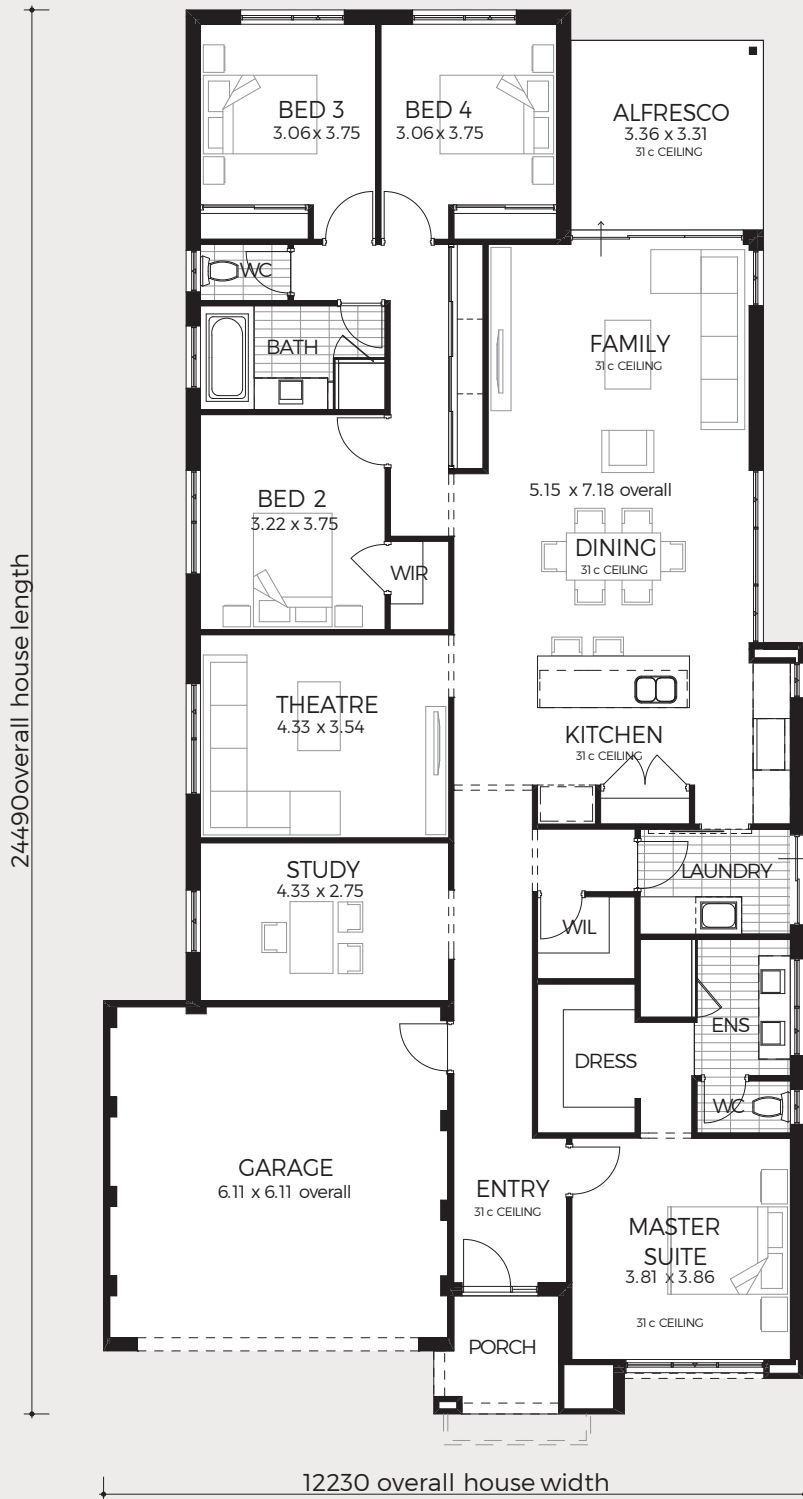 BED 3
3.06 x 3.75
BED 4
3.06 x 3.75
ALFRESCO
3.36 x 3.31
31 c CEILING
WC
BATH
FAMILY
31 c CEILING
5.15 x 7.18 overall
BED 2
3.22 x 3.75
WIR
DINING
31 c CEILING
24490overall house length
THEATRE
4.33 x 3.54
KITCHEN
31 c CEILING
STUDY
4.33 x 2.75
LAUNDRY
WIL
ENS
DRESS
WC
GARAGE
6.11 x 6.11 overall
ENTRY
31 c CEILING
MASTER
SUITE
3.81 x 3.86
31 c CEILING
PORCH
12230 overall house width